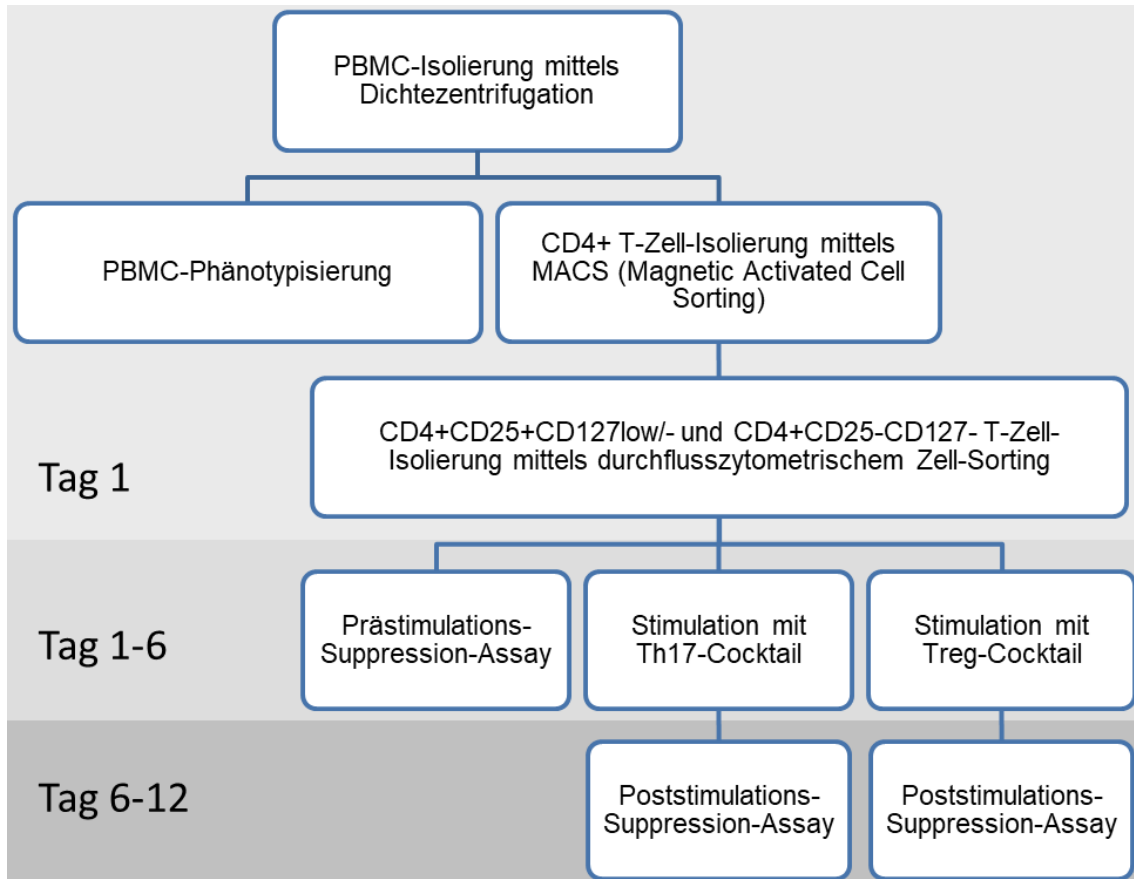 PBMC-Isolierung mittels
Dichtezentrifugation
PBMC-Phänotypisierung
CD4+ T-Zell-Isolierung mittels
MACS (Magnetic Activated Cell
Sorting)
CD4+CD25+CD127low/- und CD4+CD25-CD127- T-Zell-
Isolierung mittels durchflusszytometrischem Zell-Sorting
Tag 1
Tag 1-6
Prästimulations-
Suppression-Assay
Stimulation mit
Th17-Cocktail
Stimulation mit
Treg-Cocktail
Tag 6-12
Poststimulations-
Suppression-Assay
Poststimulations-
Suppression-Assay